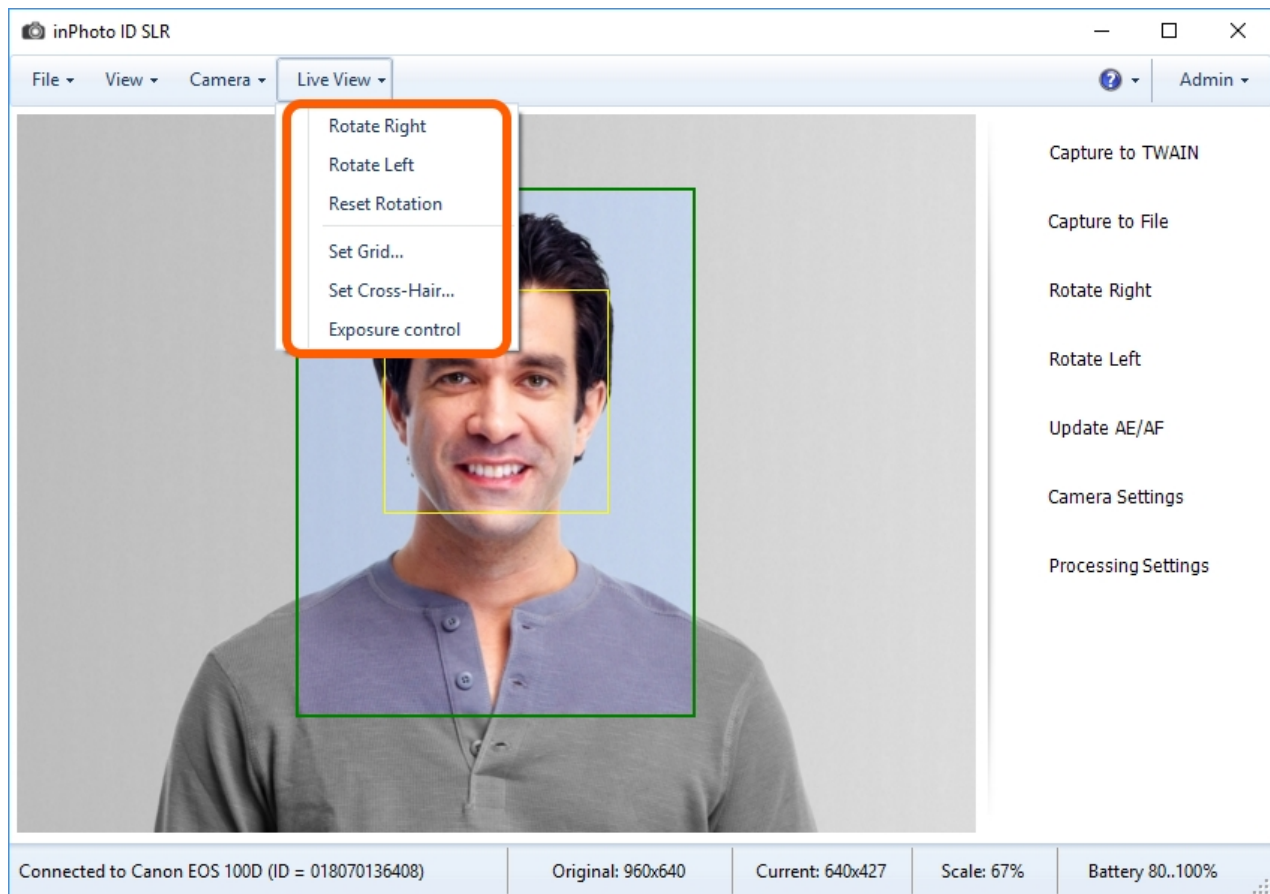 inPhoto ID SLR
File View Camera Live View ? Admin
Rotate Right
Rotate Left
Reset Rotation
Set Grid...
Set Cross-Hair...
Exposure control
Capture to TWAIN
Capture to File
Rotate Right
Rotate Left
Update AE/AF
Camera Settings
Processing Settings
Connected to Canon EOS 100D (ID = 018070136408) Original: 960x640 Current: 640x427 Scale: 67% Battery 80..100%